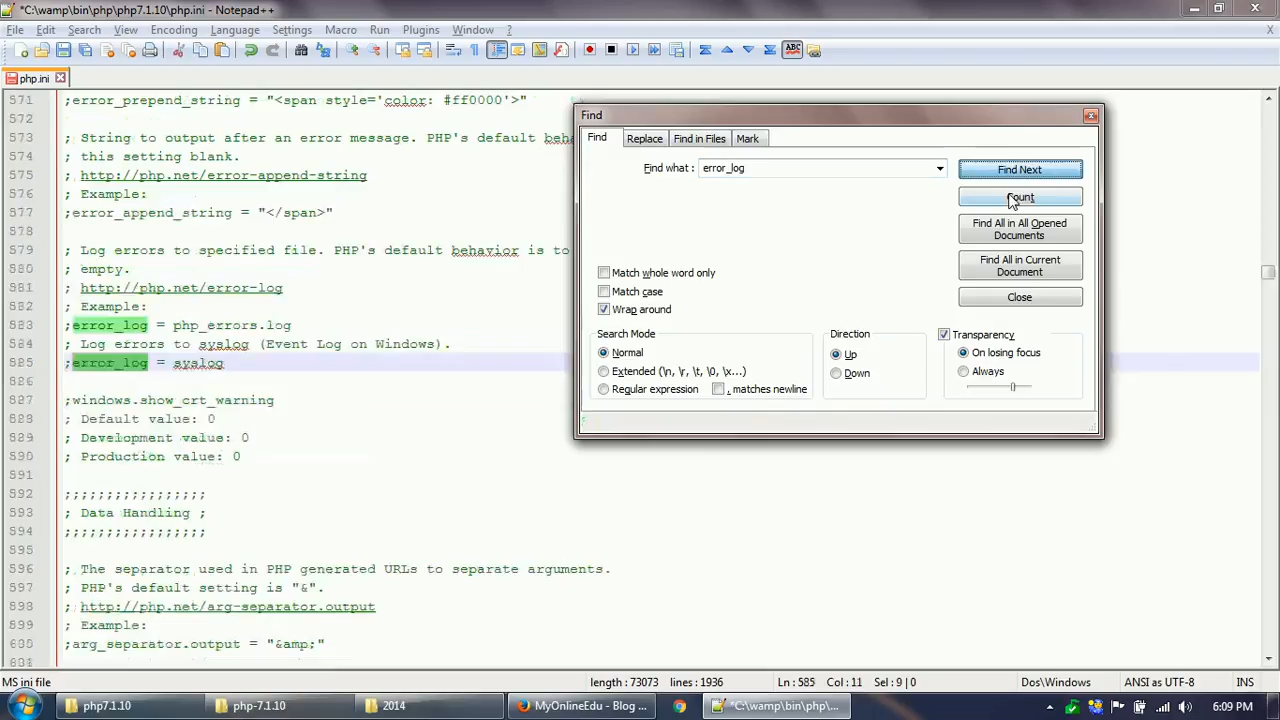 *C:\wamp\bin\php\php7.1.10\php.ini - Notepad++
File Edit Search View Encoding Language Settings Macro Run Plugins Window ? X
php.ini
571 ;error_prepend_string = "<span style='color: #ff0000'>"
572
573 ; String to output after an error message. PHP's default beha
574 ; this setting blank.
575 ; http://php.net/error-append-string
576 ; Example:
577 ;error_append_string = "</span>"
578
579 ; Log errors to specified file. PHP's default behavior is to
580 ; empty.
581 ; http://php.net/error-log
582 ; Example:
583 ;error_log = php_errors.log
584 ; Log errors to syslog (Event Log on Windows).
585 ;error_log = syslog
586
587 ;windows.show_crt_warning
588 ; Default value: 0
589 ; Development value: 0
590 ; Production value: 0
591
592 ;;;;;;;;;;;;;;;;;
593 ; Data Handling ;
594 ;;;;;;;;;;;;;;;;;
595
596 ; The separator used in PHP generated URLs to separate arguments.
597 ; PHP's default setting is "&".
598 ; http://php.net/arg-separator.output
599 ; Example:
600 ;arg_separator.output = "&amp;"
601
Find
Find Replace Find in Files Mark
Find what : error_log
Find Next
Count
Find All in All Opened
Documents
Find All in Current
Document
Close
Match whole word only
Match case
Wrap around
Search Mode
Normal
Extended (\n, \r, \t, \0, \x...)
Regular expression . matches newline
Direction
Up
Down
Transparency
On losing focus
Always
MS ini file length : 73073 lines : 1936 Ln : 585 Col : 11 Sel : 9 | 0 Dos\Windows ANSI as UTF-8 INS
php7.1.10 php-7.1.10 2014 MyOnlineEdu - Blog ... *C:\wamp\bin\php\... 6:09 PM